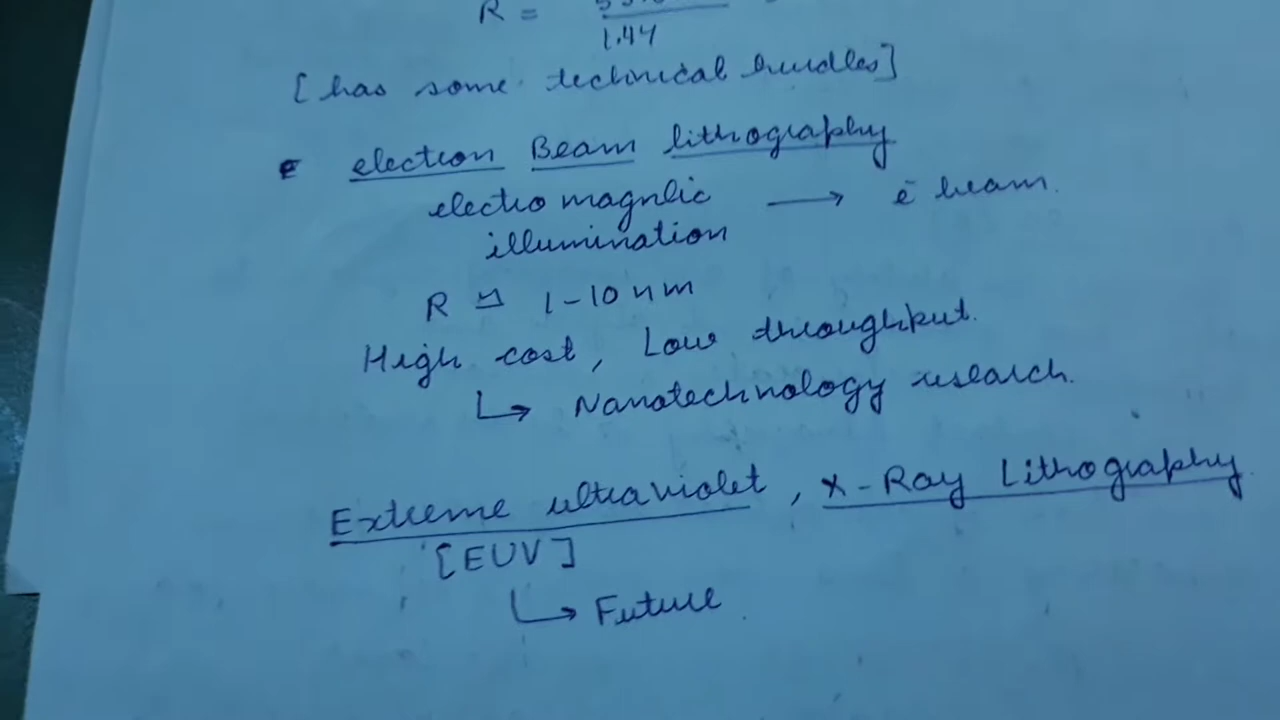 R =
1.44
[has some technical hurdles]
electron Beam lithography
electro magnetic → ē beam.
illumination
R ≃ 1-10 nm
High cost, Low throughput.
↳ Nanotechnology research.
Extreme ultraviolet, X-Ray Lithography
[EUV]
↳ Future